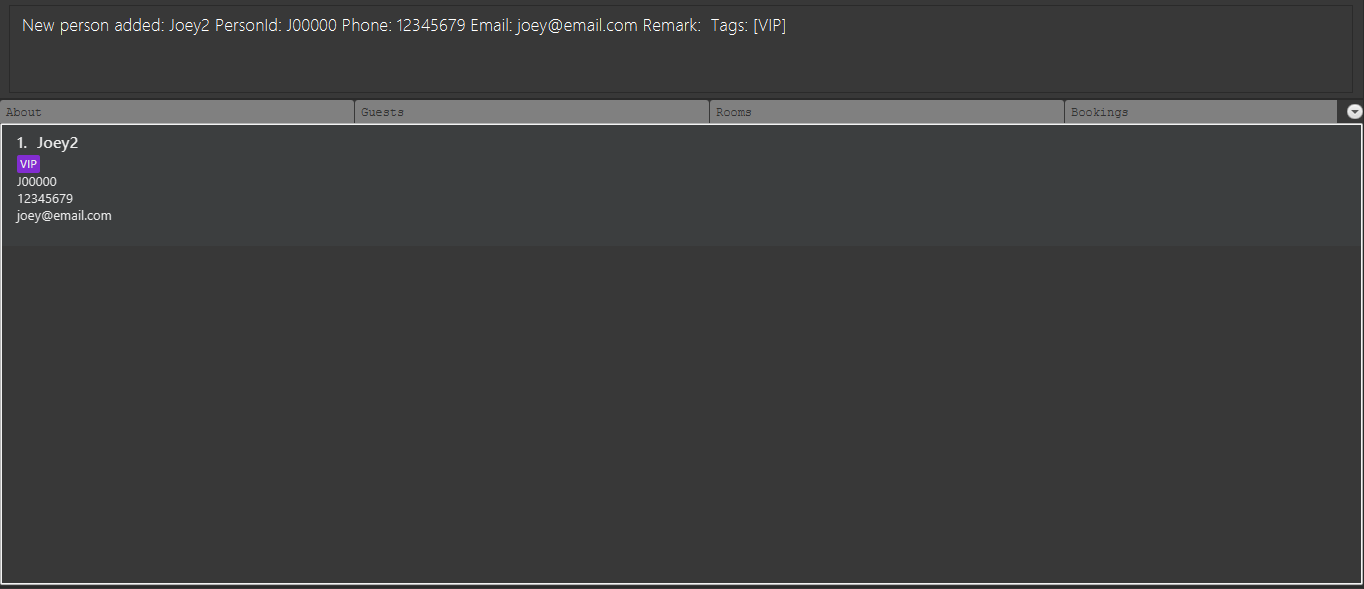 New person added: Joey2 PersonId: J00000 Phone: 12345679 Email: joey@email.com Remark:  Tags: [VIP]
About Guests Rooms Bookings
1. Joey2
VIP
J00000
12345679
joey@email.com